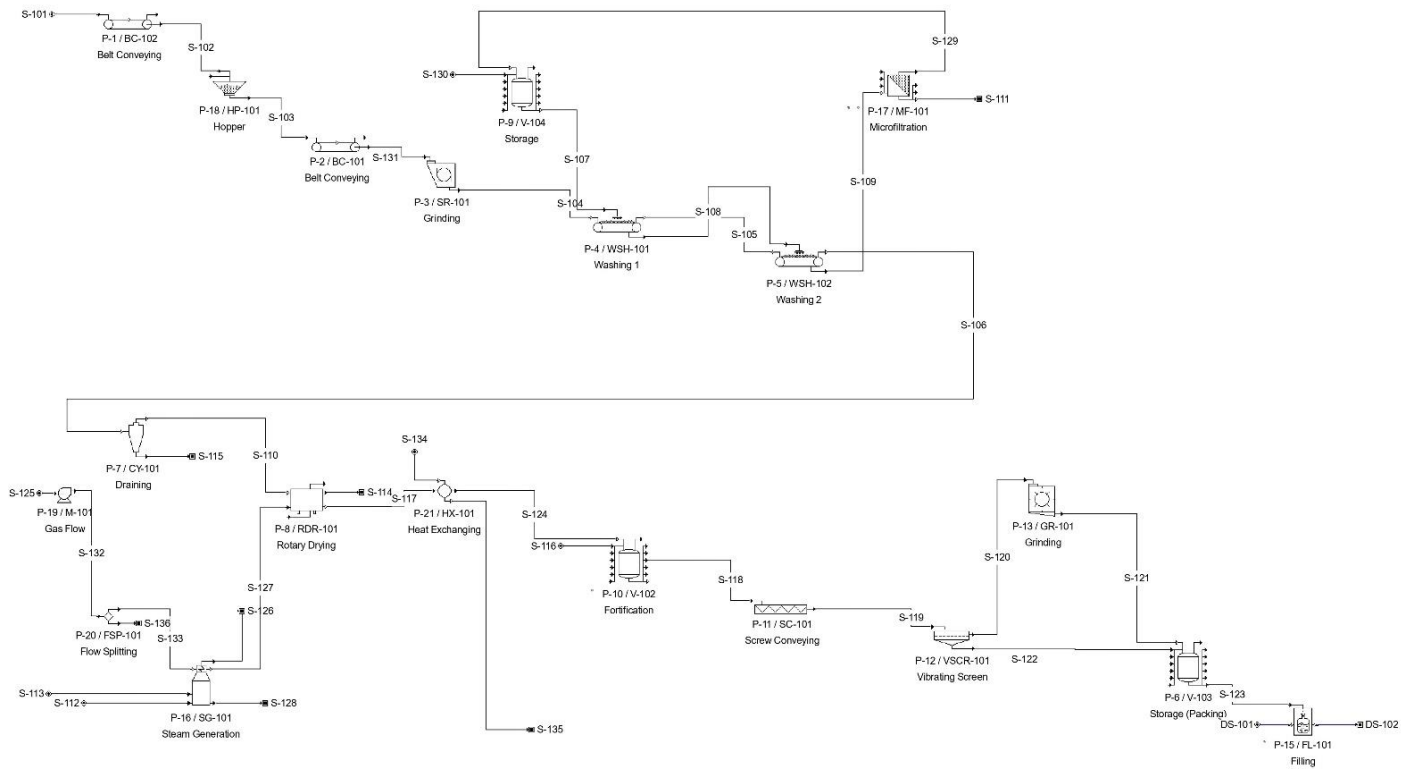 S-101
P-1 / BC-102
Belt Conveying
S-102
P-18 / HP-101
Hopper
S-103
P-2 / BC-101
Belt Conveying
S-131
P-3 / SR-101
Grinding
S-104
S-130
P-9 / V-104
Storage
S-107
S-129
P-17 / MF-101
Microfiltration
S-111
S-109
P-4 / WSH-101
Washing 1
S-108
S-105
P-5 / WSH-102
Washing 2
S-106
P-7 / CY-101
Draining
S-115
S-110
S-125
P-19 / M-101
Gas Flow
S-132
P-8 / RDR-101
Rotary Drying
S-114
S-117
S-134
P-21 / HX-101
Heat Exchanging
S-124
S-127
S-126
P-20 / FSP-101
Flow Splitting
S-136
S-133
S-113
S-112
P-16 / SG-101
Steam Generation
S-128
S-135
S-116
P-10 / V-102
Fortification
S-118
P-11 / SC-101
Screw Conveying
S-119
P-12 / VSCR-101
Vibrating Screen
S-120
P-13 / GR-101
Grinding
S-121
S-122
P-6 / V-103
Storage (Packing)
S-123
DS-101
DS-102
P-15 / FL-101
Filling